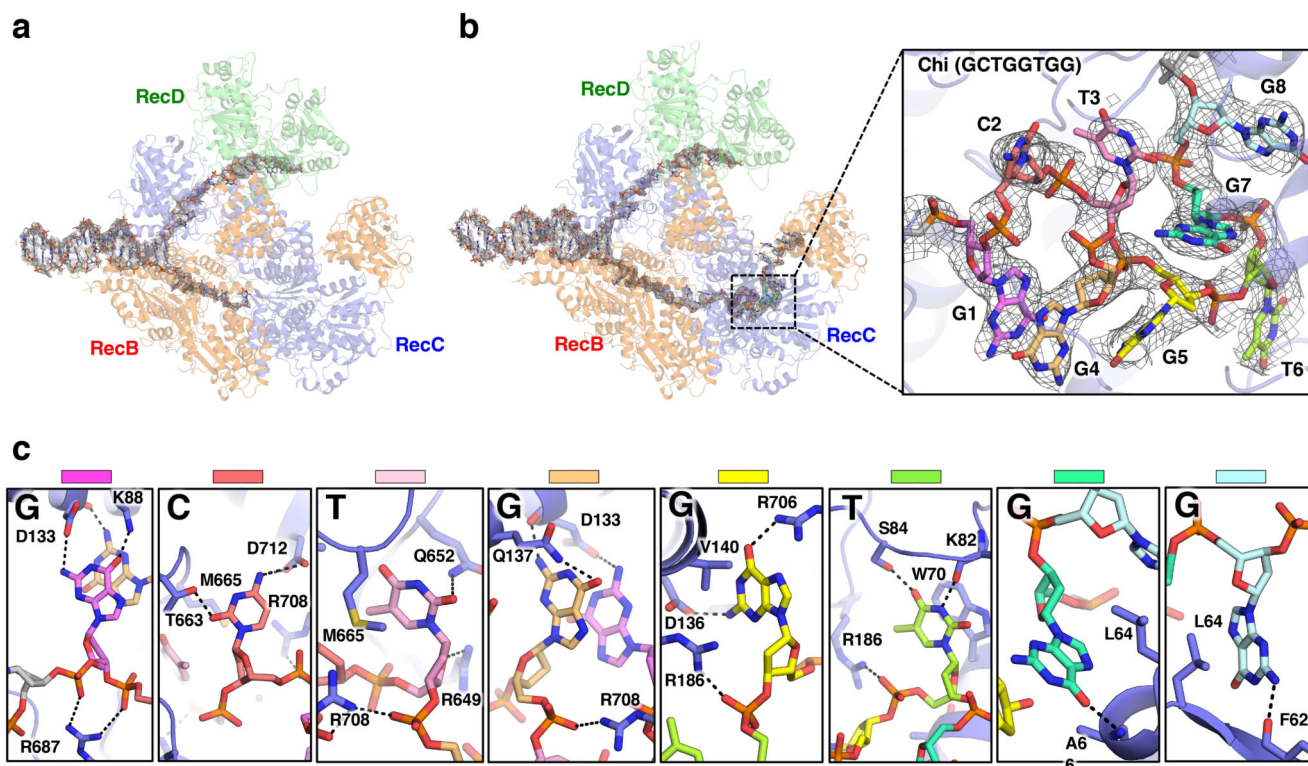 a
b
RecD
RecB
RecC
RecD
RecB
RecC
Chi (GCTGGTGG)
G8
T3
C2
G7
G1
G4
G5
T6
c
G
K88
D133
R687
C
D712
M665
R708
T663
T
Q652
M665
R649
R708
G
D133
Q137
R708
G
R706
V140
D136
R186
T
S84
K82
W70
R186
G
L64
A6
6
G
L64
F62